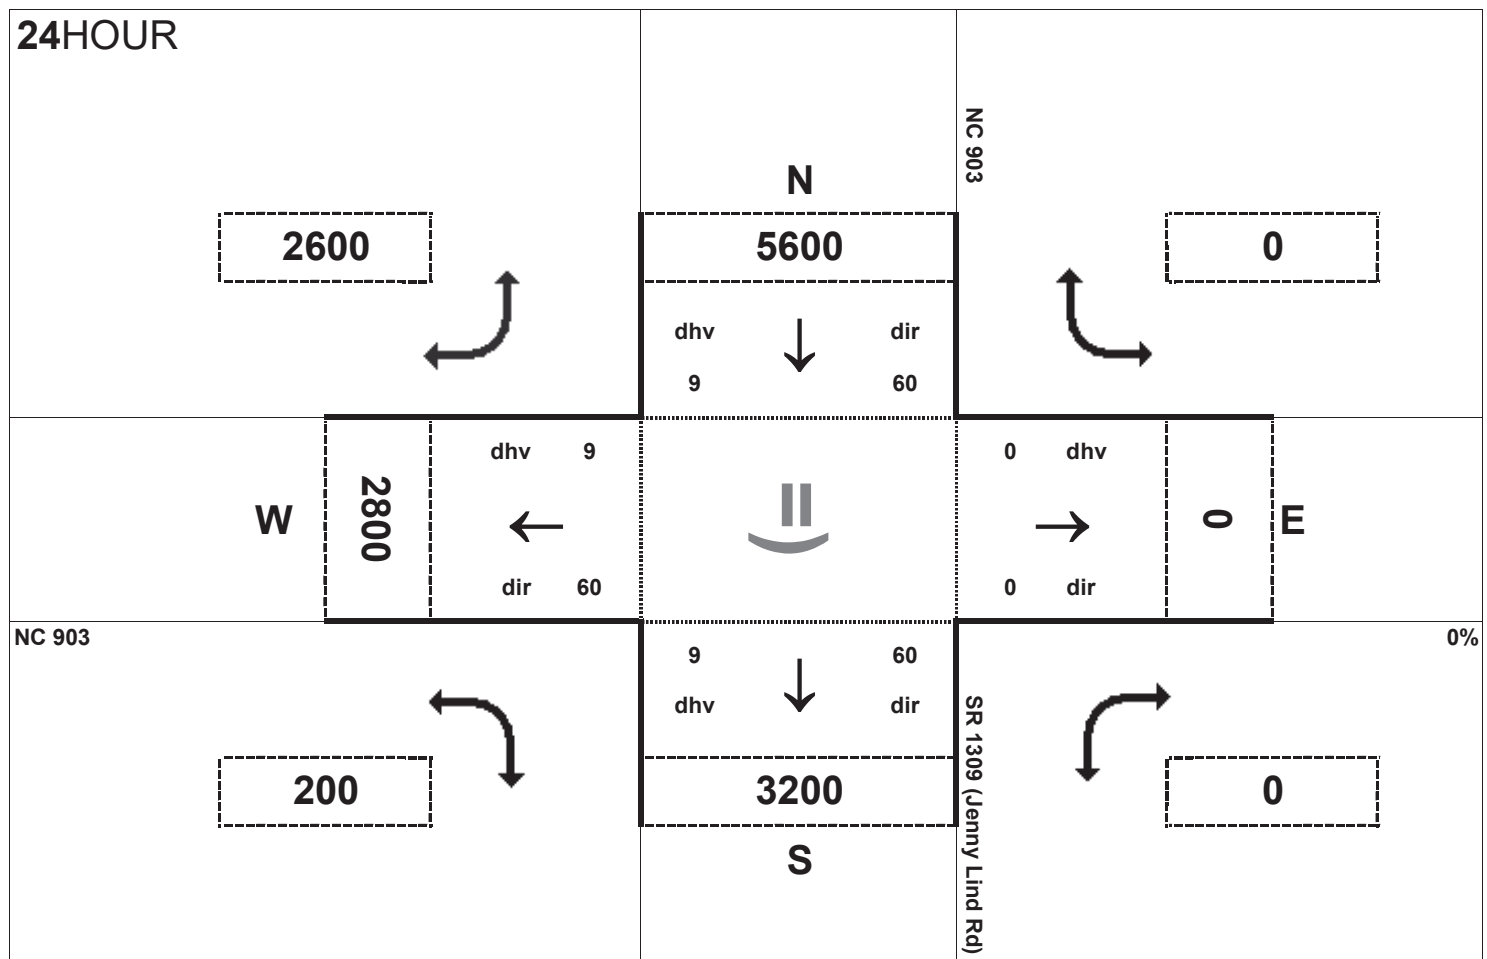 24HOUR
NC 903
N
2600
5600
0
dhv
dir
9
60
dhv 9
0 dhv
W
2800
0
E
dir 60
0 dir
NC 903
0%
9
60
dhv
dir
SR 1309 (Jenny Lind Rd)
200
3200
0
S